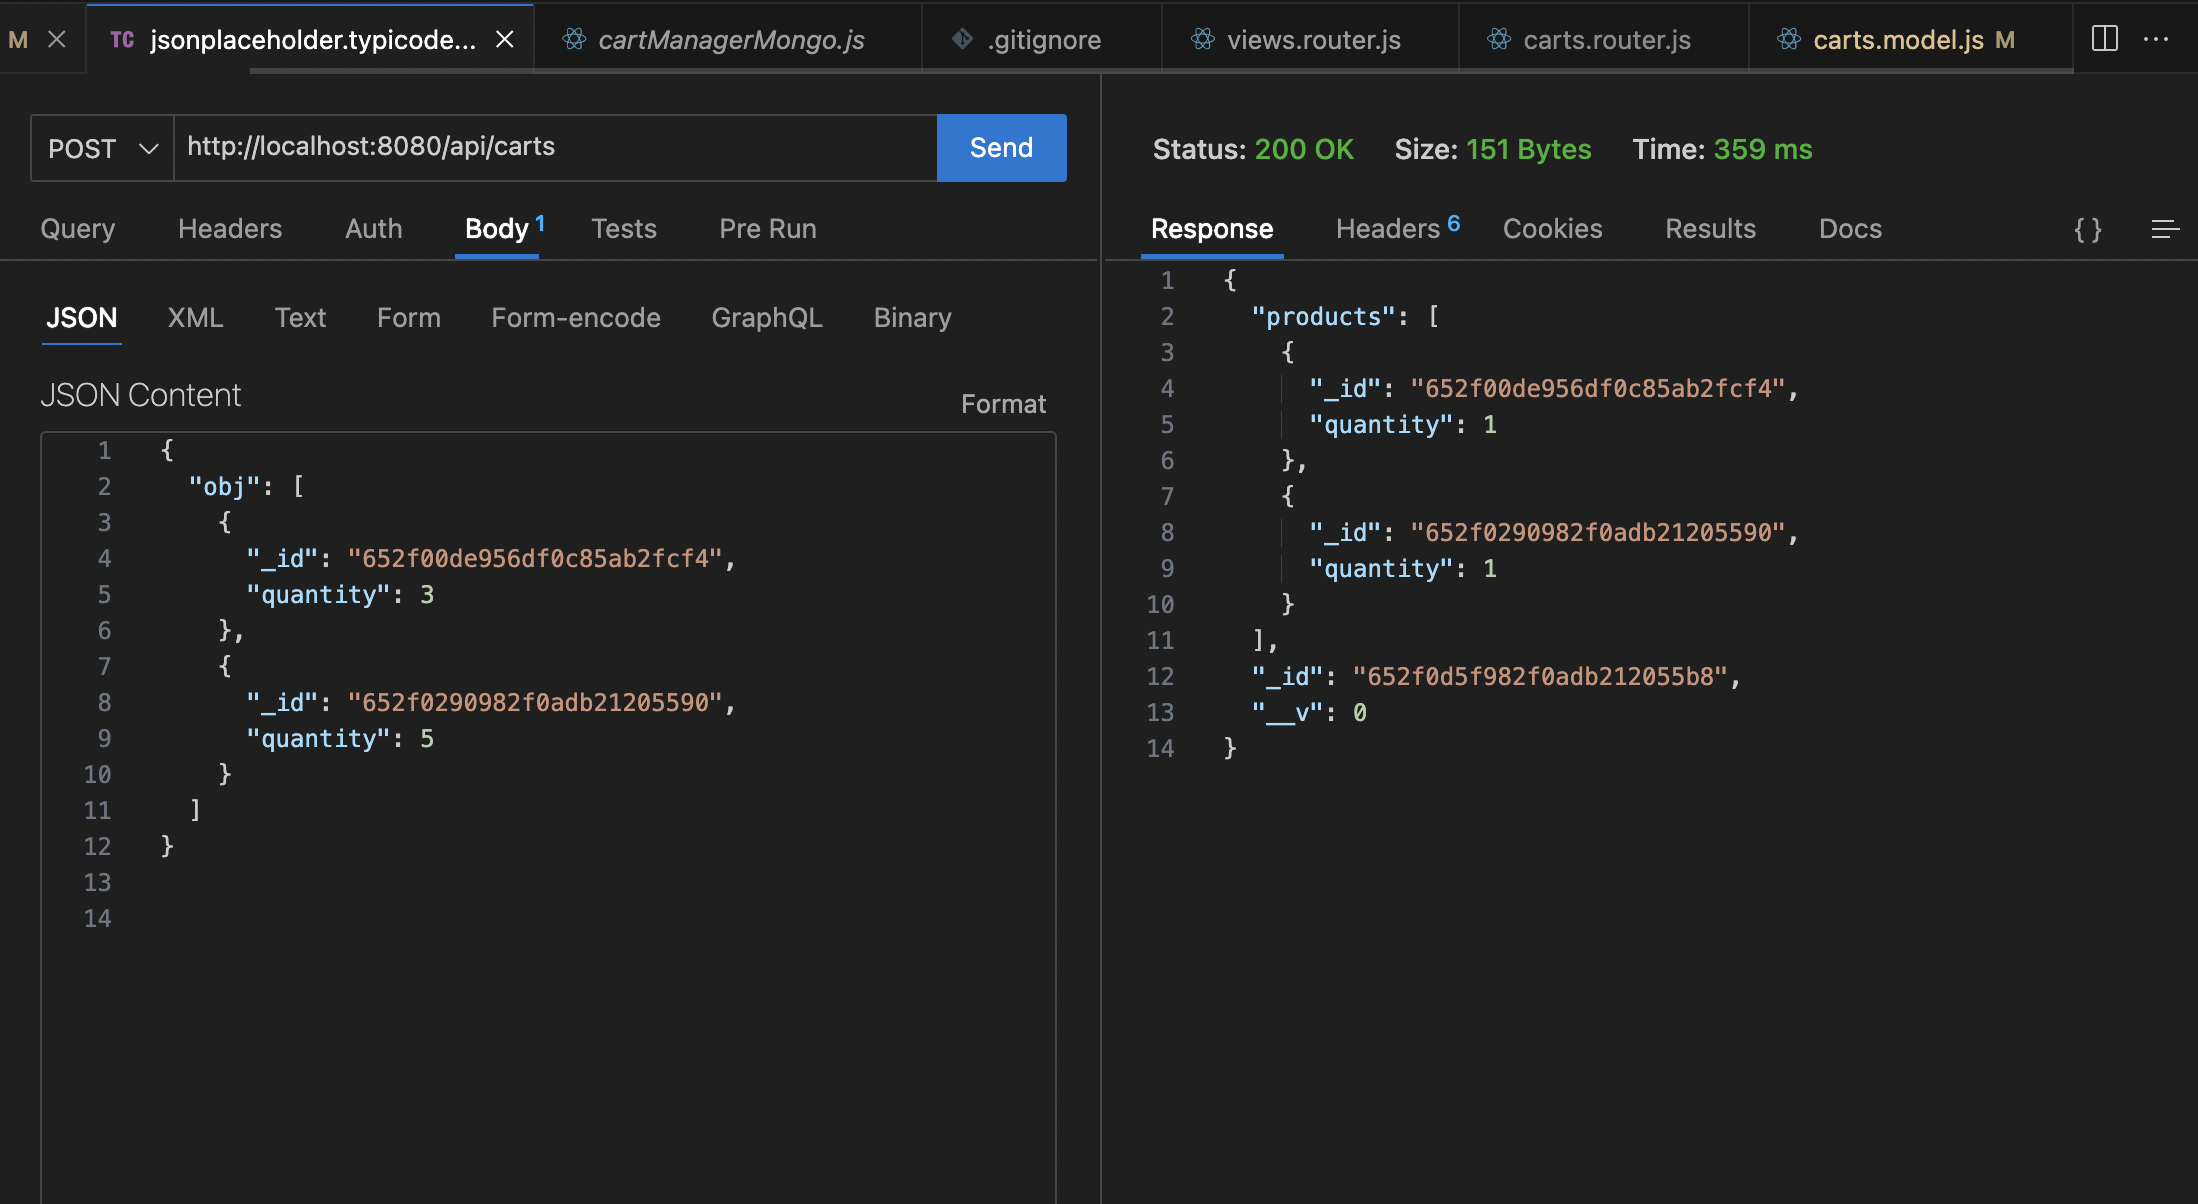 M
TC jsonplaceholder.typicode...
cartManagerMongo.js
.gitignore
views.router.js
carts.router.js
carts.model.js M
POST
http://localhost:8080/api/carts
Send
Query Headers Auth Body 1 Tests Pre Run
JSON XML Text Form Form-encode GraphQL Binary
JSON Content
Format
1 {
2 "obj": [
3 {
4 "_id": "652f00de956df0c85ab2fcf4",
5 "quantity": 3
6 },
7 {
8 "_id": "652f0290982f0adb21205590",
9 "quantity": 5
10 }
11 ]
12 }
13
14
Status: 200 OK Size: 151 Bytes Time: 359 ms
Response Headers 6 Cookies Results Docs { }
1 {
2 "products": [
3 {
4 "_id": "652f00de956df0c85ab2fcf4",
5 "quantity": 1
6 },
7 {
8 "_id": "652f0290982f0adb21205590",
9 "quantity": 1
10 }
11 ],
12 "_id": "652f0d5f982f0adb212055b8",
13 "__v": 0
14 }